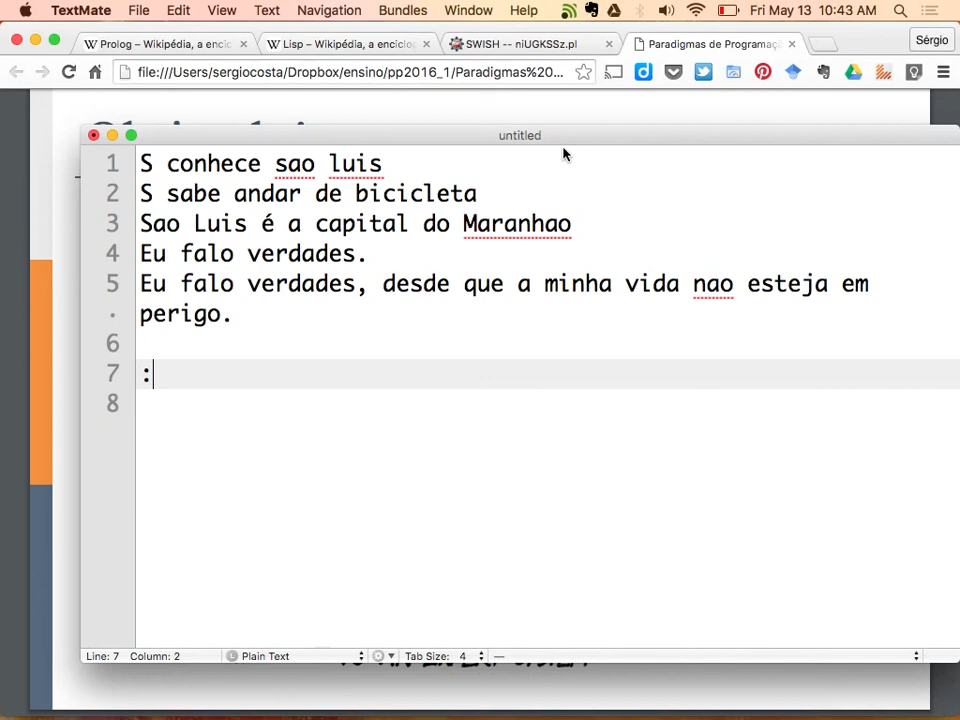 TextMate File Edit View Text Navigation Bundles Window Help Fri May 13 10:43 AM
Prolog – Wikipédia, a encic
Lisp – Wikipédia, a enciclop
SWISH -- niUGKSSz.pl
Paradigmas de Programaç
Sérgio
file:///Users/sergiocosta/Dropbox/ensino/pp2016_1/Paradigmas%20...
untitled
1 S conhece sao luis
2 S sabe andar de bicicleta
3 Sao Luis é a capital do Maranhao
4 Eu falo verdades.
5 Eu falo verdades, desde que a minha vida nao esteja em
· perigo.
6
7 :
8
Line: 7 Column: 2 Plain Text Tab Size: 4 —